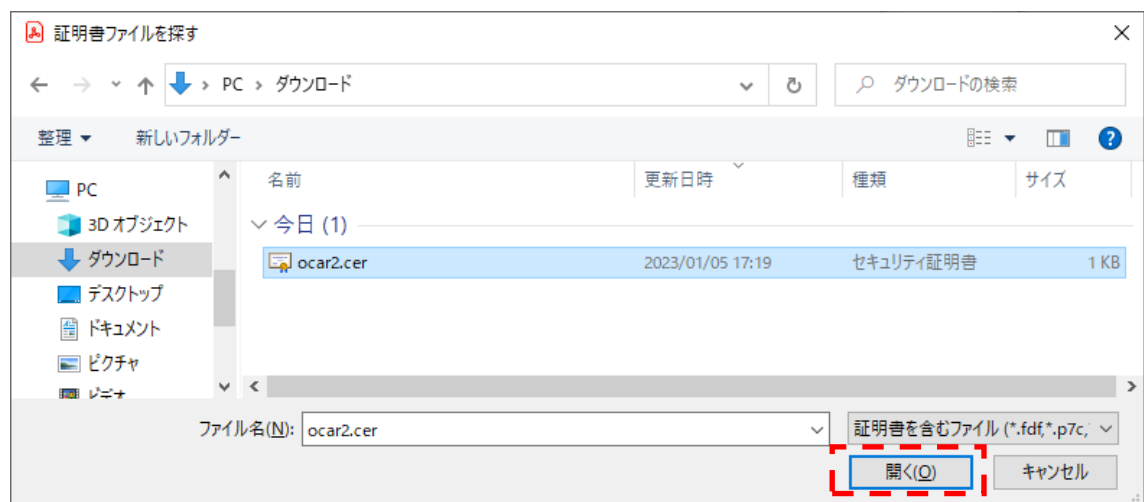 証明書ファイルを探す
PC › ダウンロード
ダウンロードの検索
整理
新しいフォルダー
名前
更新日時
種類
サイズ
PC
3D オブジェクト
ダウンロード
デスクトップ
ドキュメント
ピクチャ
ビデオ
今日 (1)
ocar2.cer
2023/01/05 17:19
セキュリティ証明書
1 KB
ファイル名(N):
ocar2.cer
証明書を含むファイル (*.fdf,*.p7c,
開く(O)
キャンセル